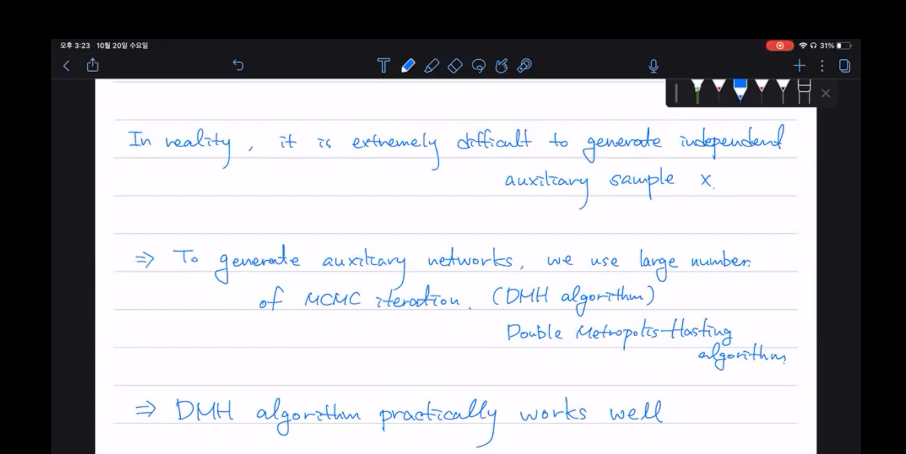 오후 3:23 10월 20일 수요일
31%
In reality, it is extremely difficult to generate independend
auxiliary sample x.
⇒ To generate auxiliary networks, we use large number.
of MCMC iteration. (DMH algorithm)
Double Metropolis-Hasting
algorithm.
⇒ DMH algorithm practically works well